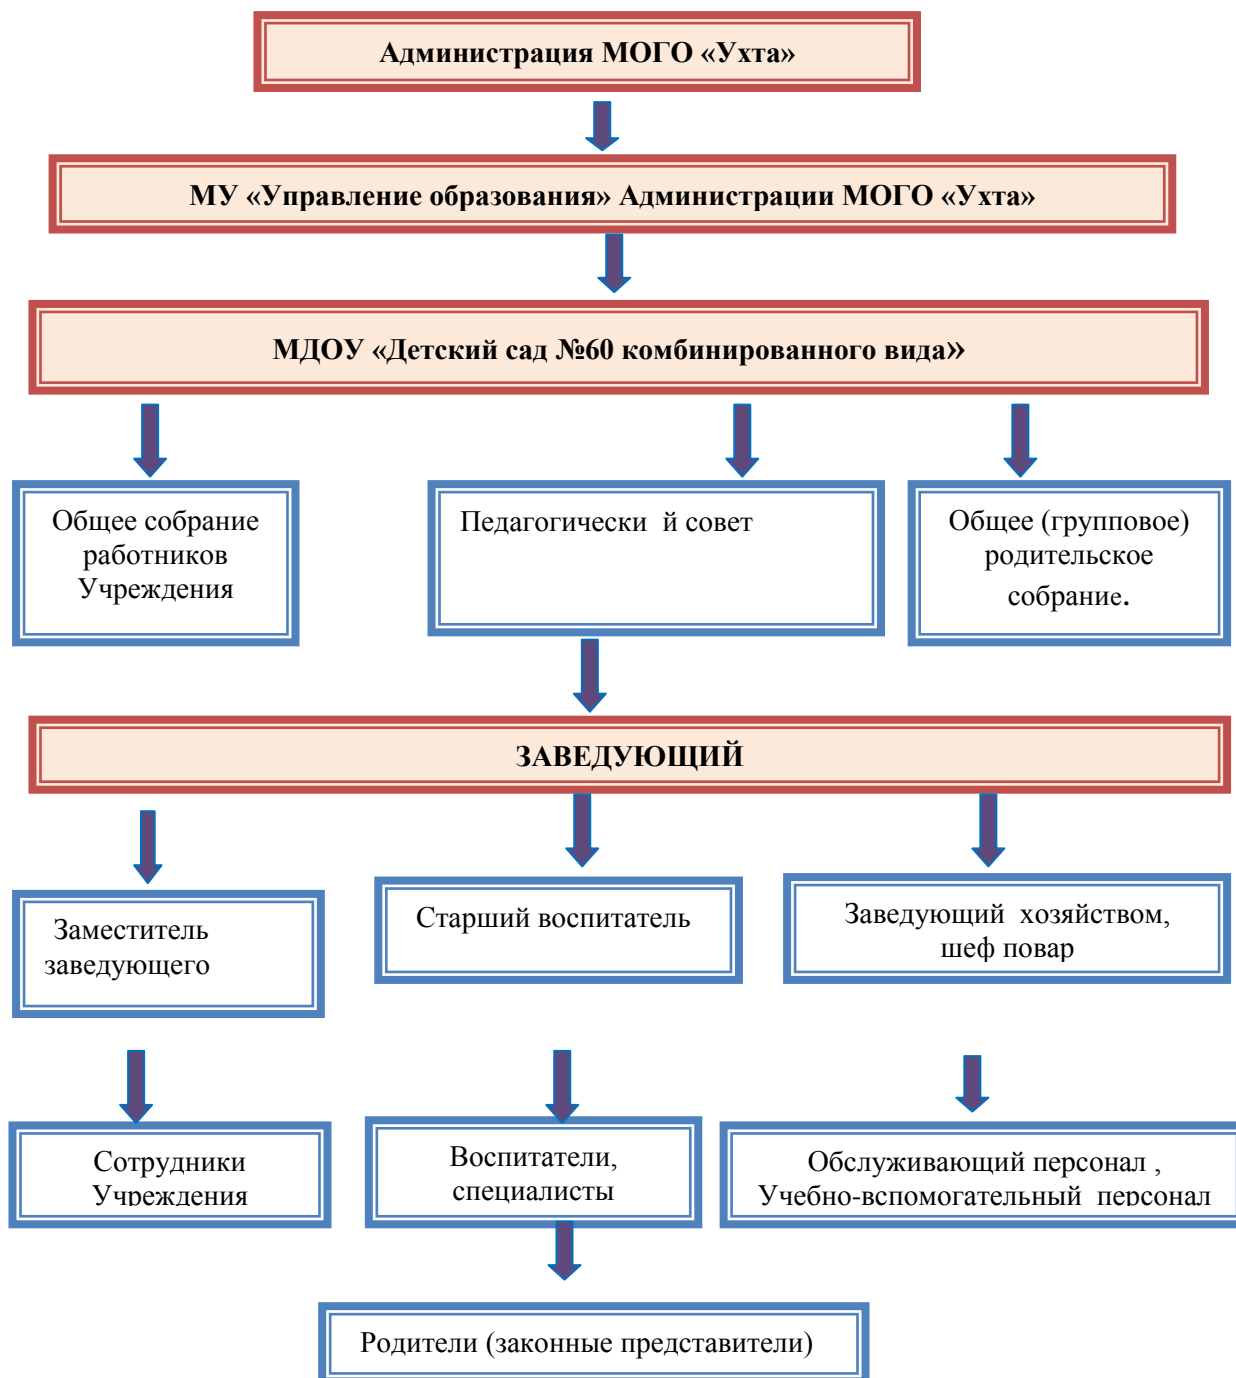 Администрация МОГО «Ухта»
МУ «Управление образования» Администрации МОГО «Ухта»
МДОУ «Детский сад №60 комбинированного вида»
Общее собрание
работников
Учреждения
Педагогически й совет
Общее (групповое)
родительское
собрание.
ЗАВЕДУЮЩИЙ
Заместитель
заведующего
Старший воспитатель
Заведующий хозяйством,
шеф повар
Сотрудники
Учреждения
Воспитатели,
специалисты
Обслуживающий персонал ,
Учебно-вспомогательный персонал
Родители (законные представители)